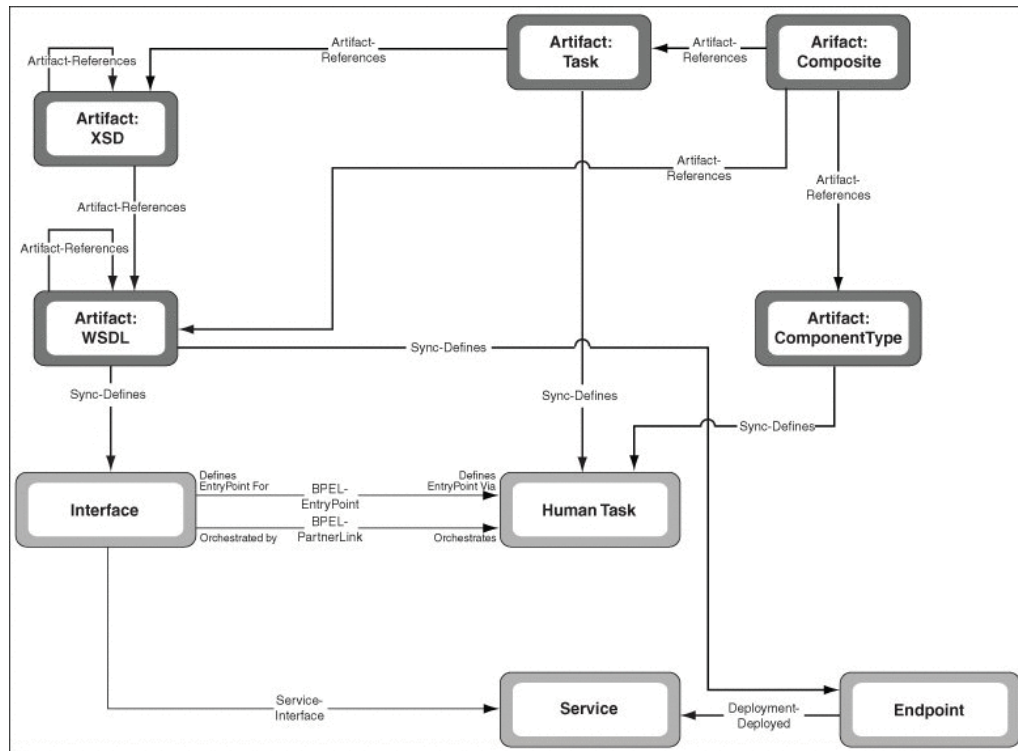 Artifact-
References
Artifact:
Task
Artifact-
References
Arifact:
Composite
Artifact-References
Artifact:
XSD
Artifact-
References
Artifact-
References
Artifact-References
Artifact-References
Artifact:
WSDL
Artifact:
ComponentType
Sync-Defines
Sync-Defines
Sync-Defines
Sync-Defines
Interface
Defines
EntryPoint For
BPEL-
EntryPoint
Defines
EntryPoint Via
Orchestrated by
BPEL-
PartnerLink
Orchestrates
Human Task
Service-
Interface
Service
Deployment-
Deployed
Endpoint